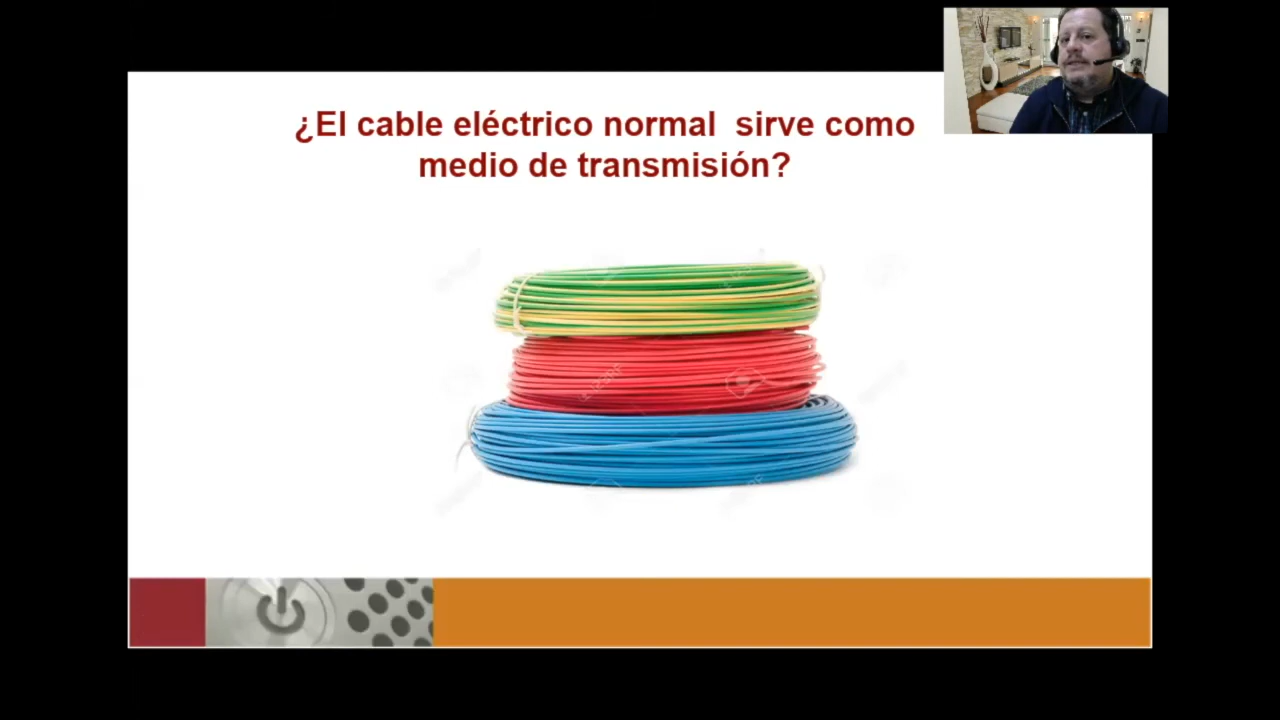 ¿El cable eléctrico normal sirve como
medio de transmisión?